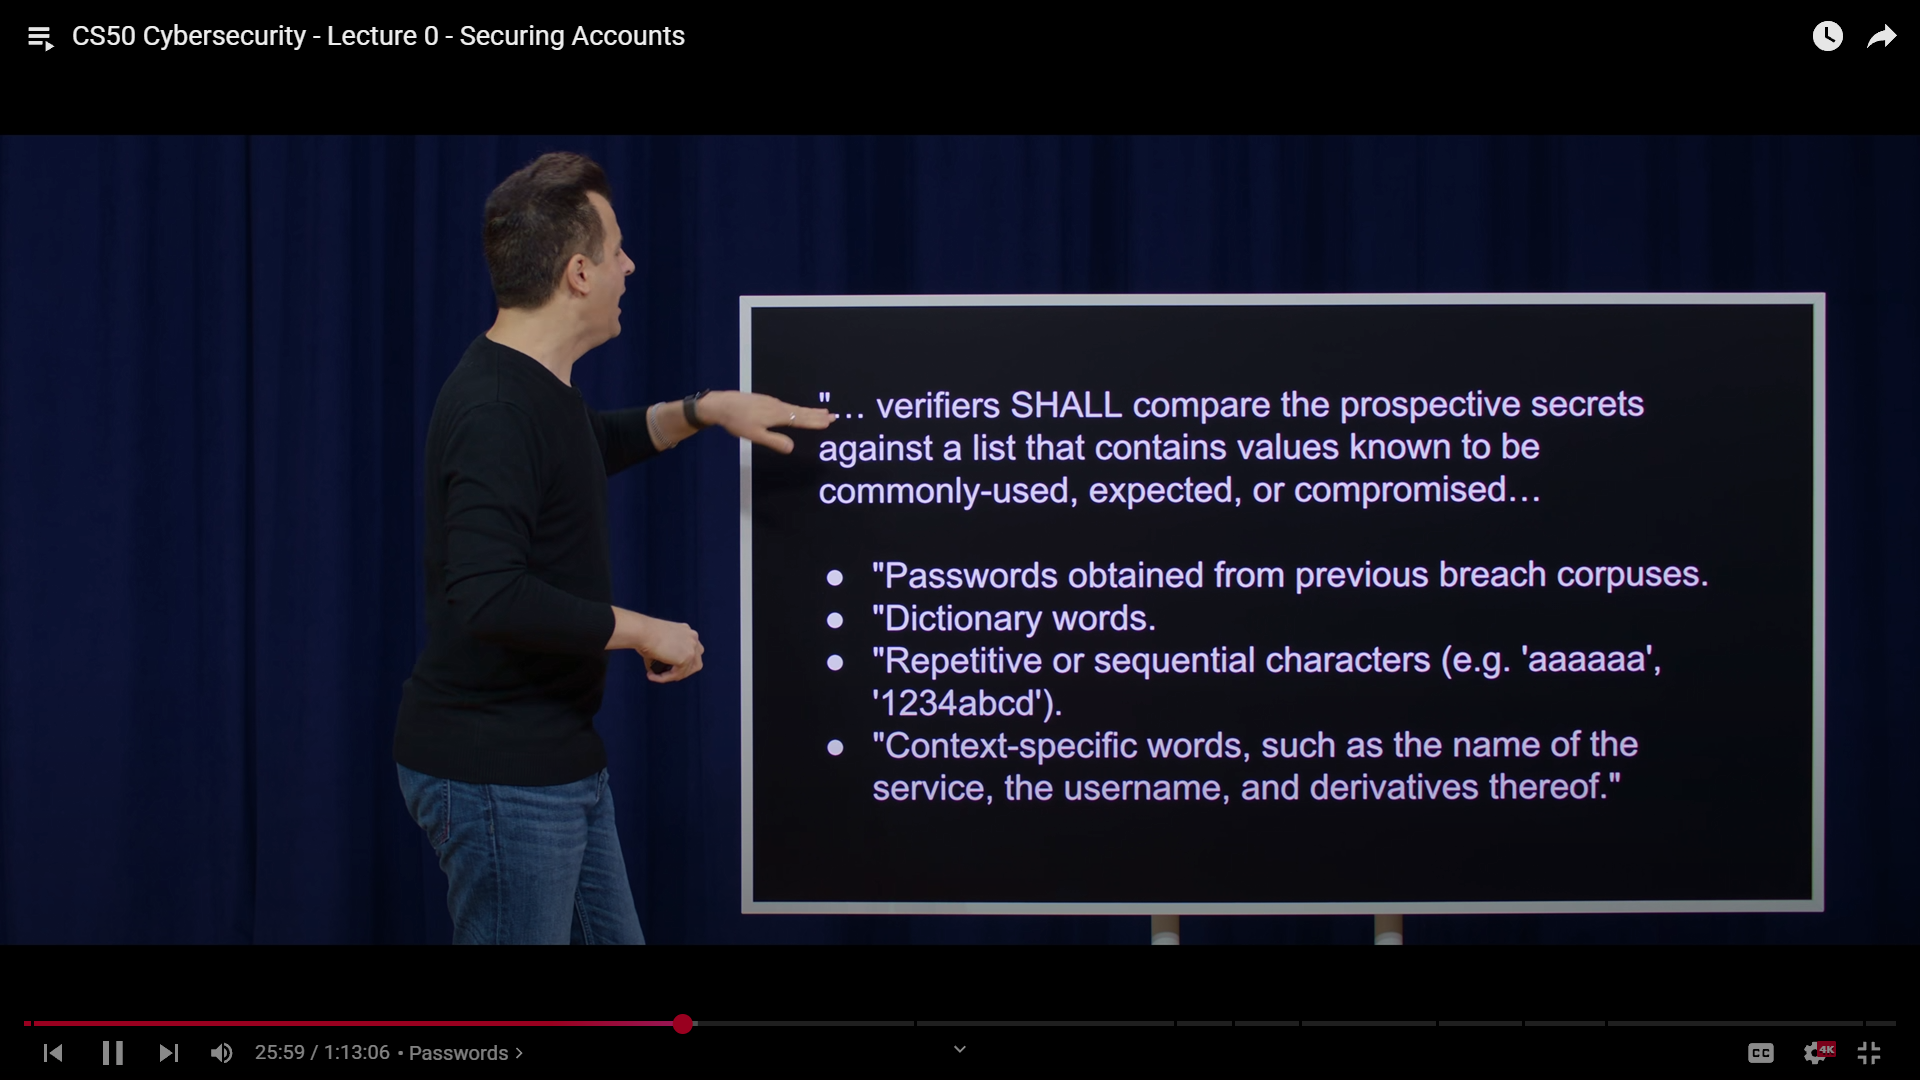 CS50 Cybersecurity - Lecture 0 - Securing Accounts
"… verifiers SHALL compare the prospective secrets
against a list that contains values known to be
commonly-used, expected, or compromised…
● "Passwords obtained from previous breach corpuses.
● "Dictionary words.
● "Repetitive or sequential characters (e.g. 'aaaaaa',
'1234abcd').
● "Context-specific words, such as the name of the
service, the username, and derivatives thereof."
25:59 / 1:13:06 • Passwords >
CC
4K